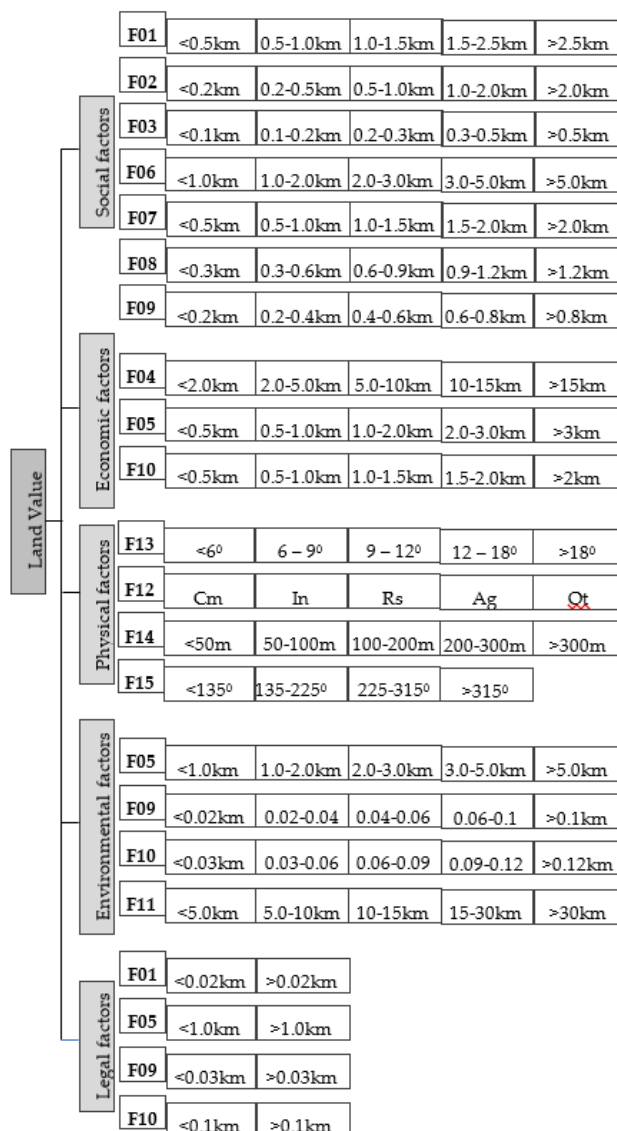 Land Value
Social factors
F01 <0.5km 0.5-1.0km 1.0-1.5km 1.5-2.5km >2.5km
F02 <0.2km 0.2-0.5km 0.5-1.0km 1.0-2.0km >2.0km
F03 <0.1km 0.1-0.2km 0.2-0.3km 0.3-0.5km >0.5km
F06 <1.0km 1.0-2.0km 2.0-3.0km 3.0-5.0km >5.0km
F07 <0.5km 0.5-1.0km 1.0-1.5km 1.5-2.0km >2.0km
F08 <0.3km 0.3-0.6km 0.6-0.9km 0.9-1.2km >1.2km
F09 <0.2km 0.2-0.4km 0.4-0.6km 0.6-0.8km >0.8km
Economic factors
F04 <2.0km 2.0-5.0km 5.0-10km 10-15km >15km
F05 <0.5km 0.5-1.0km 1.0-2.0km 2.0-3.0km >3km
F10 <0.5km 0.5-1.0km 1.0-1.5km 1.5-2.0km >2km
Physical factors
F13 <6⁰ 6 – 9⁰ 9 – 12⁰ 12 – 18⁰ >18⁰
F12 Cm In Rs Ag Ot
F14 <50m 50-100m 100-200m 200-300m >300m
F15 <135⁰ 135-225⁰ 225-315⁰ >315⁰
Environmental factors
F05 <1.0km 1.0-2.0km 2.0-3.0km 3.0-5.0km >5.0km
F09 <0.02km 0.02-0.04 0.04-0.06 0.06-0.1 >0.1km
F10 <0.03km 0.03-0.06 0.06-0.09 0.09-0.12 >0.12km
F11 <5.0km 5.0-10km 10-15km 15-30km >30km
Legal factors
F01 <0.02km >0.02km
F05 <1.0km >1.0km
F09 <0.03km >0.03km
F10 <0.1km >0.1km